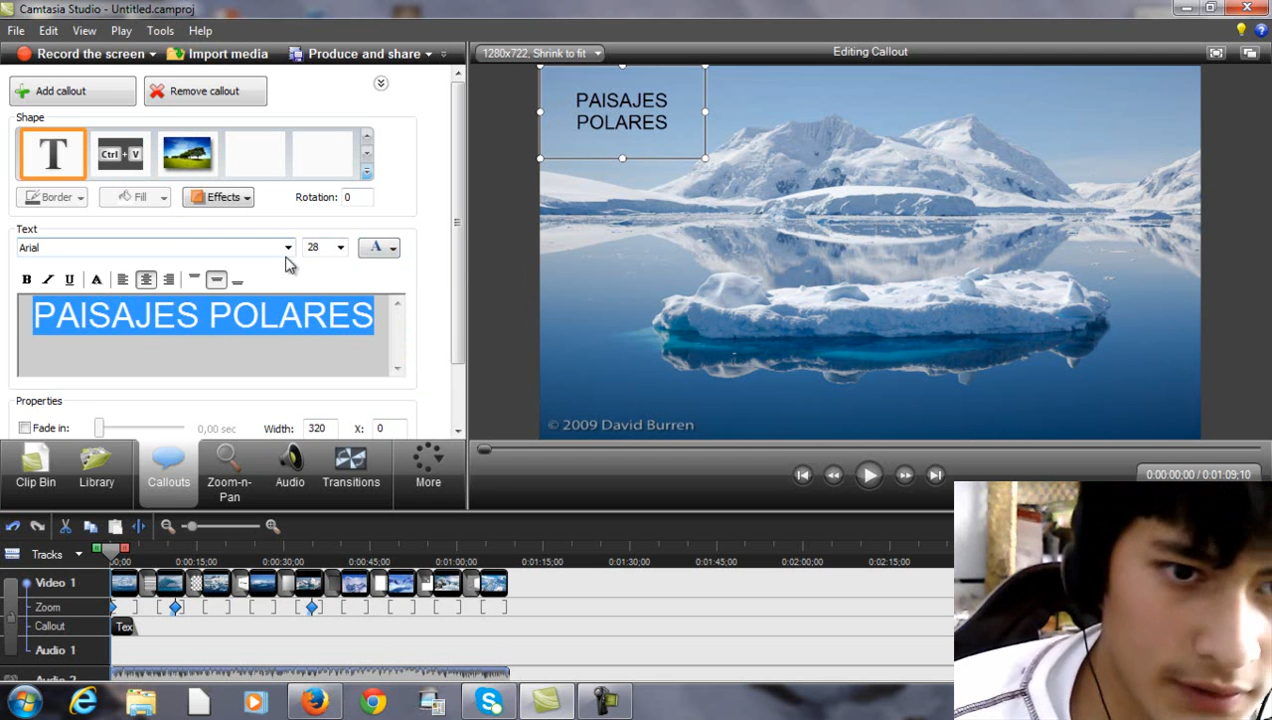 Camtasia Studio - Untitled.camproj
File Edit View Play Tools Help
Record the screen Import media Produce and share
1280x722, Shrink to fit
Editing Callout
Add callout
Remove callout
Shape
T
Ctrl + V
Border
Fill
Effects
Rotation: 0
Text
Arial
28
A
B I U A
PAISAJES POLARES
Properties
Fade in:
0,00 sec
Width: 320
X: 0
PAISAJES
POLARES
© 2009 David Burren
Clip Bin
Library
Callouts
Zoom-n-
Pan
Audio
Transitions
More
0:00:00;00 / 0:01:09;10
Tracks
00;00
0:00:15;00
0:00:30;00
0:00:45;00
0:01:00;00
0:01:15;00
0:01:30;00
0:01:45;00
0:02:00;00
0:02:15;00
Video 1
Zoom
Callout
Tex
Audio 1